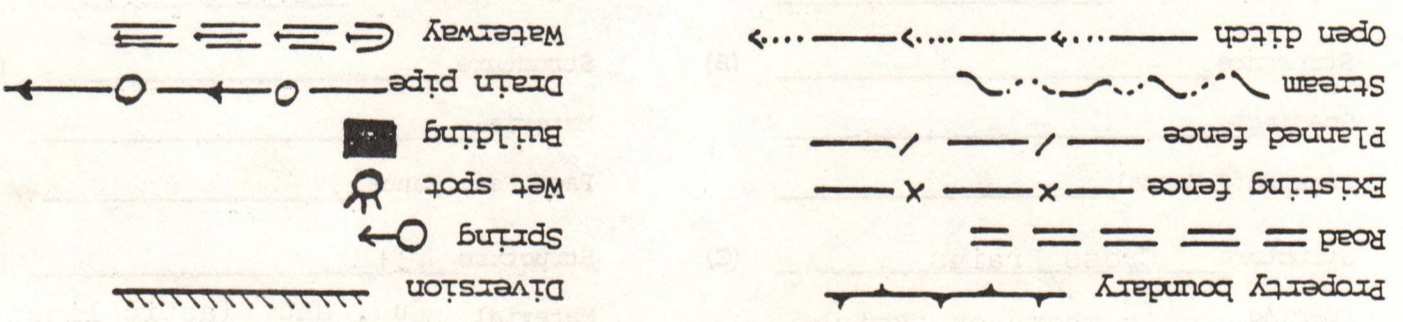 Property boundary
Road
Existing fence
Planned fence
Stream
Open ditch
Diversion
Spring
Wet spot
Building
Drain pipe
Waterway